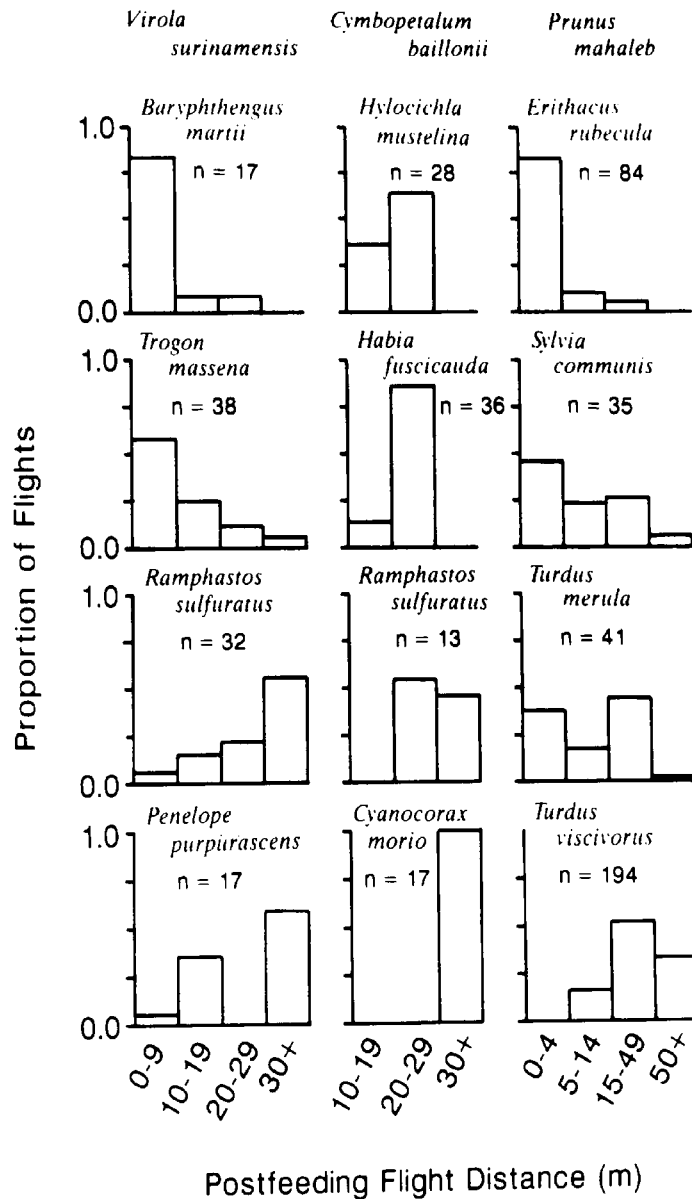 Virola
surinamensis
Cymbopetalum
baillonii
Prunus
mahaleb
Proportion of Flights
1.0
0.0
Baryphthengus
martii
n = 17
Hylocichla
mustelina
n = 28
Erithacus
rubecula
n = 84
0.0
Trogon
massena
n = 38
Habia
fuscicauda
n = 36
Sylvia
communis
n = 35
1.0
0.0
Ramphastos
sulfuratus
n = 32
Ramphastos
sulfuratus
n = 13
Turdus
merula
n = 41
1.0
0.0
Penelope
purpurascens
n = 17
Cyanocorax
morio
n = 17
Turdus
viscivorus
n = 194
0-9
10-19
20-29
30+
10-19
20-29
30+
0-4
5-14
15-49
50+
Postfeeding Flight Distance (m)